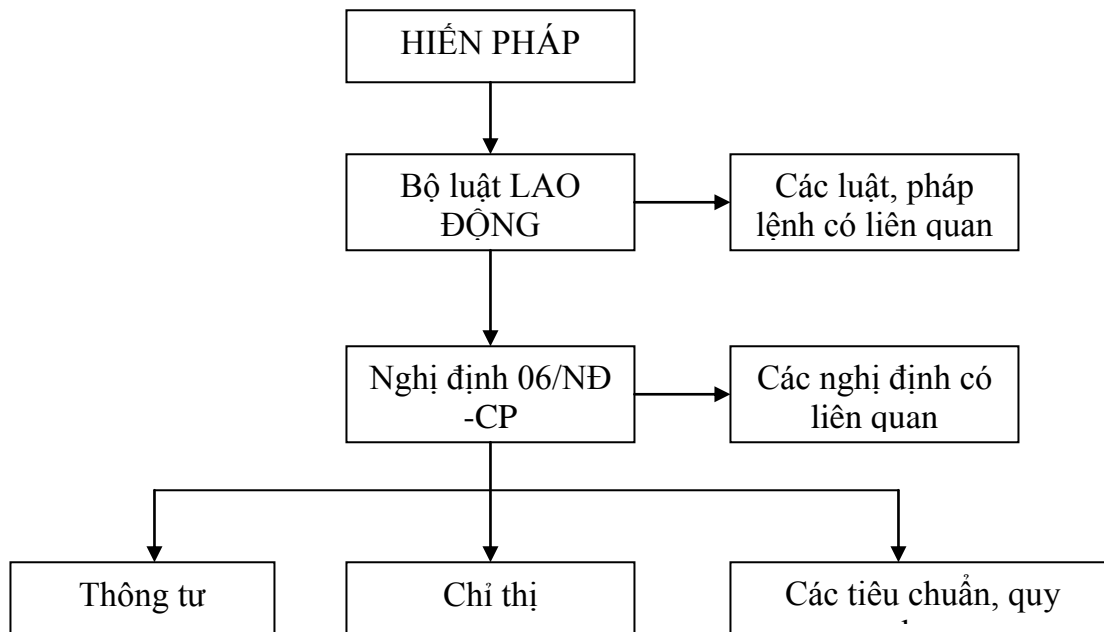 HIẾN PHÁP
Bộ luật LAO
ĐỘNG
Các luật, pháp
lệnh có liên quan
Nghị định 06/NĐ
-CP
Các nghị định có
liên quan
Thông tư
Chỉ thị
Các tiêu chuẩn, quy